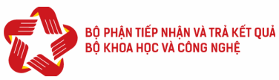 BỘ PHẬN TIẾP NHẬN VÀ TRẢ KẾT QUẢ
BỘ KHOA HỌC VÀ CÔNG NGHỆ